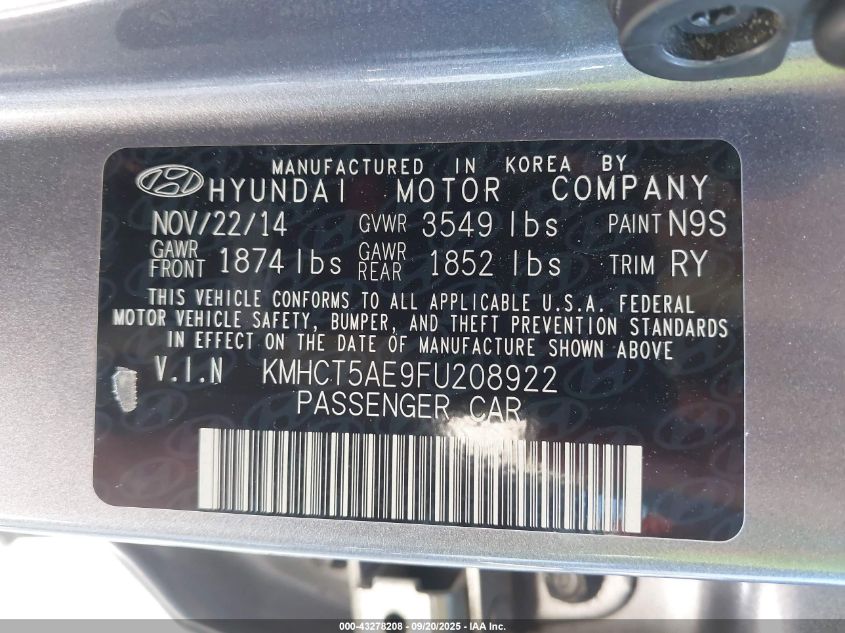 MANUFACTURED IN KOREA BY
HYUNDAI MOTOR COMPANY
NOV/22/14 GVWR 3549 lbs PAINT N9S
GAWR FRONT 1874 lbs GAWR REAR 1852 lbs TRIM RY
THIS VEHICLE CONFORMS TO ALL APPLICABLE U.S.A. FEDERAL
MOTOR VEHICLE SAFETY, BUMPER, AND THEFT PREVENTION STANDARDS
IN EFFECT ON THE DATE OF MANUFACTURE SHOWN ABOVE
V.I.N KMHCT5AE9FU208922
PASSENGER CAR
000-43278208 - 09/20/2025 - IAA Inc.